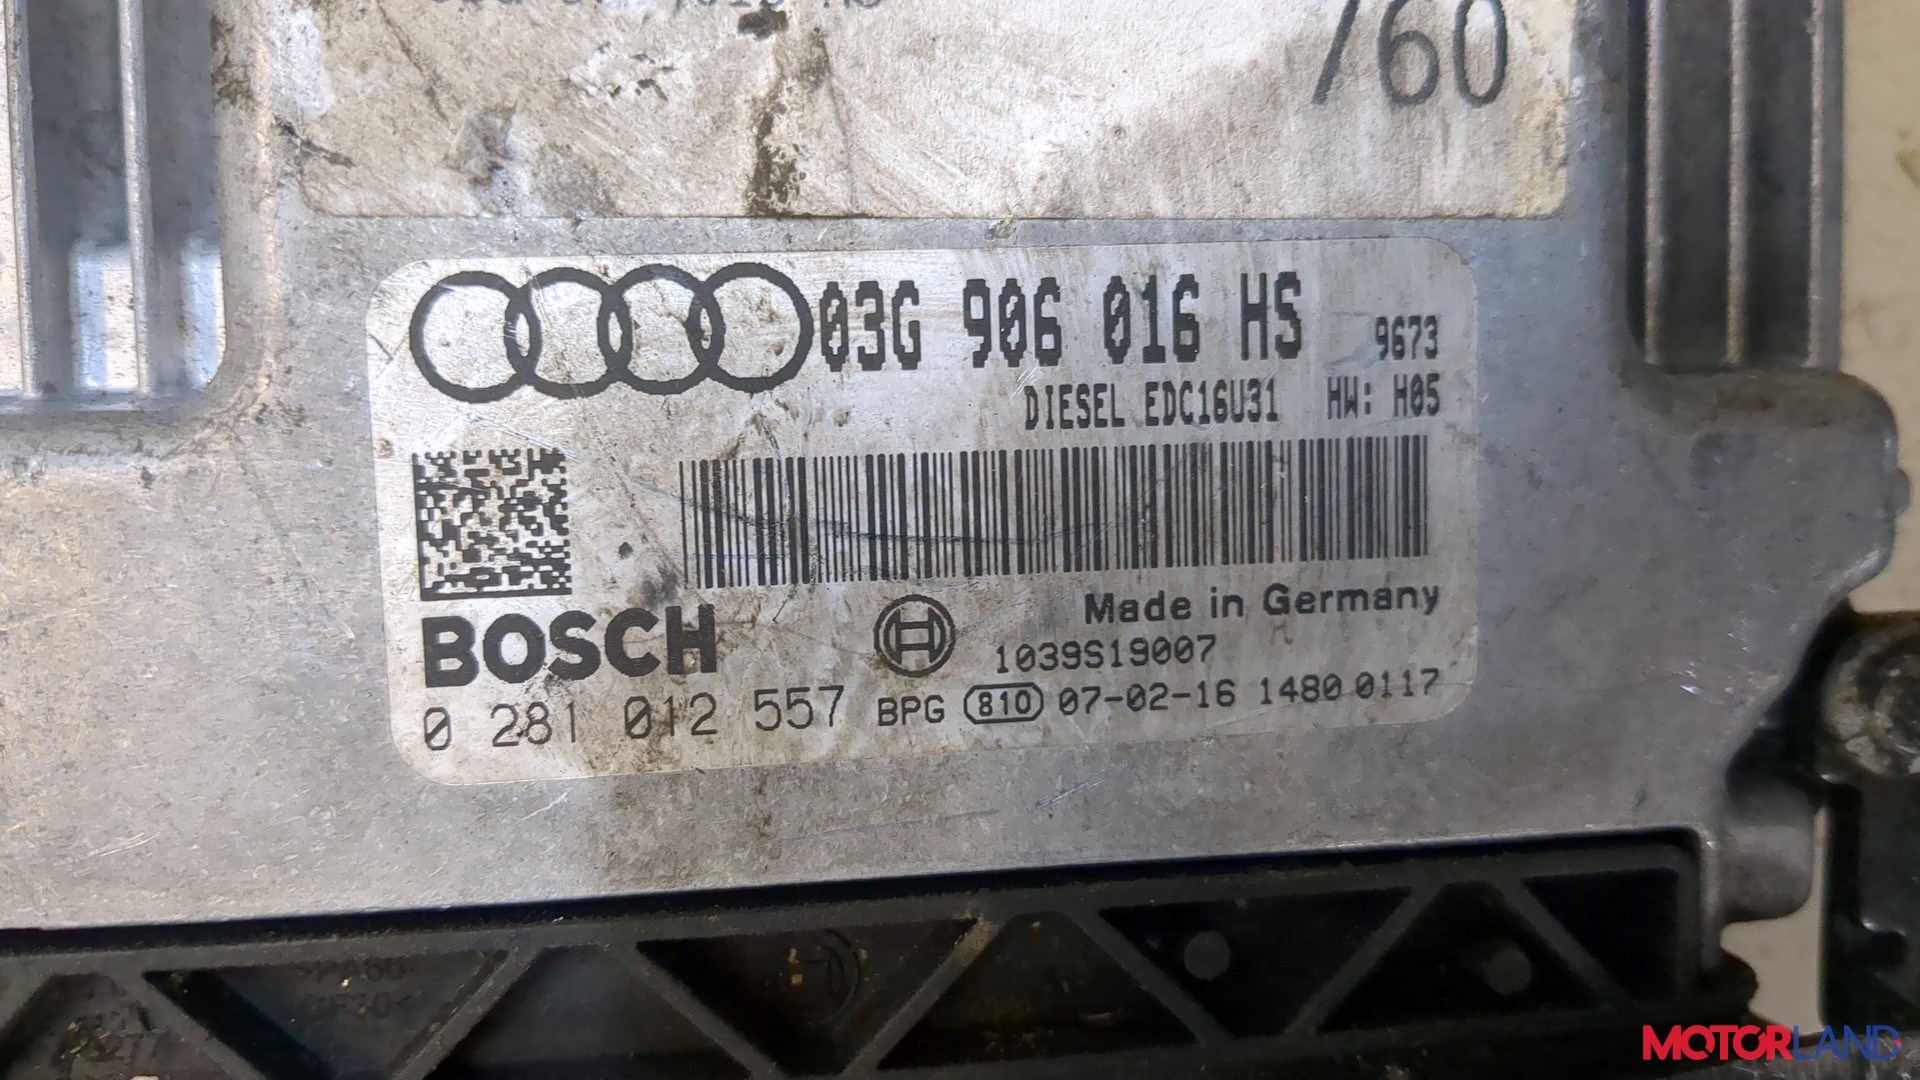 /60
03G 906 016 HS 9673
DIESEL EDC16U31 HW: H05
Made in Germany
BOSCH 1039S19007
0 281 012 557 BPG 810 07-02-16 1480 0117
MOTORLAND